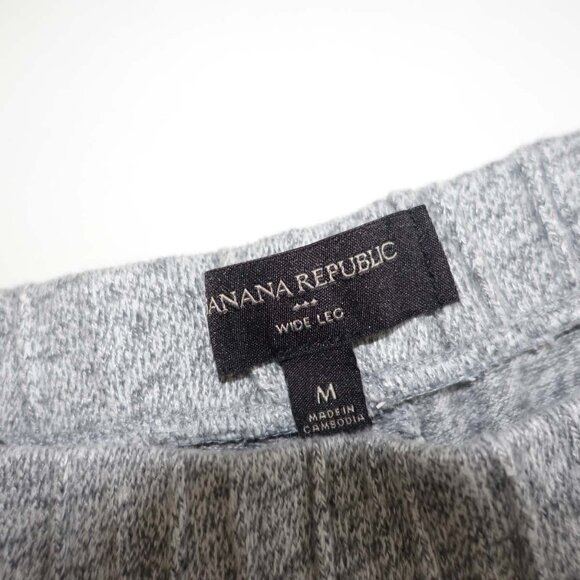 ANANA REPUBLIC
WIDE LEG
M
MADE IN
CAMBODIA